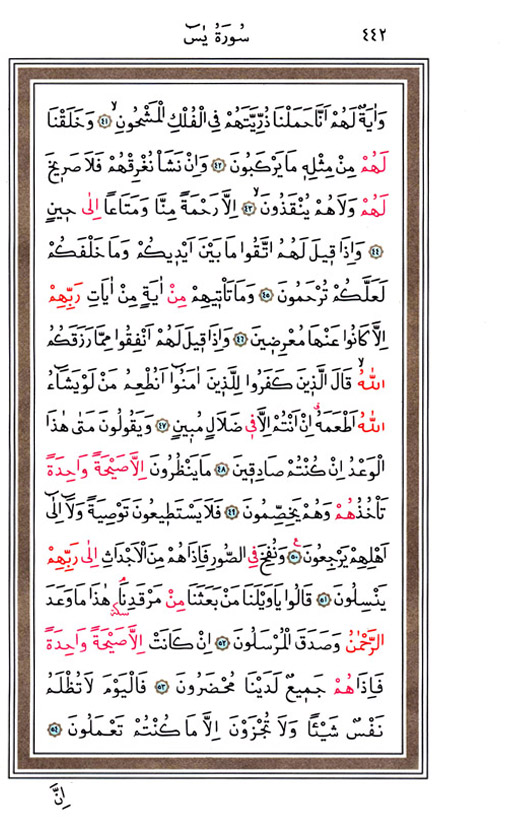 ٤٤٢
سُورَةُ يٰسٓ
وَاٰيَةٌ لَهُمْ اَنَّا حَمَلْنَا ذُرِّيَّتَهُمْ فِي الْفُلْكِ الْمَشْحُونِۙ ﴿٤١﴾ وَخَلَقْنَا
لَهُمْ مِنْ مِثْلِه۪ مَا يَرْكَبُونَ ﴿٤٢﴾ وَاِنْ نَشَأْ نُغْرِقْهُمْ فَلَا صَر۪يخَ
لَهُمْ وَلَا هُمْ يُنْقَذُونَۙ ﴿٤٣﴾ اِلَّا رَحْمَةً مِنَّا وَمَتَاعًا اِلٰى ح۪ينٍ
﴿٤٤﴾ وَاِذَا ق۪يلَ لَهُمُ اتَّقُوا مَا بَيْنَ اَيْد۪يكُمْ وَمَا خَلْفَكُمْ
لَعَلَّكُمْ تُرْحَمُونَ ﴿٤٥﴾ وَمَا تَأْت۪يهِمْ مِنْ اٰيَةٍ مِنْ اٰيَاتِ رَبِّهِمْ
اِلَّا كَانُوا عَنْهَا مُعْرِض۪ينَ ﴿٤٦﴾ وَاِذَا ق۪يلَ لَهُمْ اَنْفِقُوا مِمَّا رَزَقَكُمُ
اللّٰهُۙ قَالَ الَّذ۪ينَ كَفَرُوا لِلَّذ۪ينَ اٰمَنُٓوا اَنُطْعِمُ مَنْ لَوْ يَشَٓاءُ
اللّٰهُ اَطْعَمَهُۗ اِنْ اَنْتُمْ اِلَّا ف۪ي ضَلَالٍ مُب۪ينٍ ﴿٤٧﴾ وَيَقُولُونَ مَتٰى هٰذَا
الْوَعْدُ اِنْ كُنْتُمْ صَادِق۪ينَ ﴿٤٨﴾ مَا يَنْظُرُونَ اِلَّا صَيْحَةً وَاحِدَةً
تَأْخُذُهُمْ وَهُمْ يَخِصِّمُونَ ﴿٤٩﴾ فَلَا يَسْتَط۪يعُونَ تَوْصِيَةً وَلَٓا اِلٰٓى
اَهْلِهِمْ يَرْجِعُونَ۟ ﴿٥٠﴾ وَنُفِخَ فِي الصُّورِ فَاِذَا هُمْ مِنَ الْاَجْدَاثِ اِلٰى رَبِّهِمْ
يَنْسِلُونَ ﴿٥١﴾ قَالُوا يَا وَيْلَنَا مَنْ بَعَثَنَا مِنْ مَرْقَدِنَاۢ سكته هٰذَا مَا وَعَدَ
الرَّحْمٰنُ وَصَدَقَ الْمُرْسَلُونَ ﴿٥٢﴾ اِنْ كَانَتْ اِلَّا صَيْحَةً وَاحِدَةً
فَاِذَا هُمْ جَم۪يعٌ لَدَيْنَا مُحْضَرُونَ ﴿٥٣﴾ فَالْيَوْمَ لَا تُظْلَمُ
نَفْسٌ شَيْـًٔا وَلَا تُجْزَوْنَ اِلَّا مَا كُنْتُمْ تَعْمَلُونَ ﴿٥٤﴾
اِنَّ